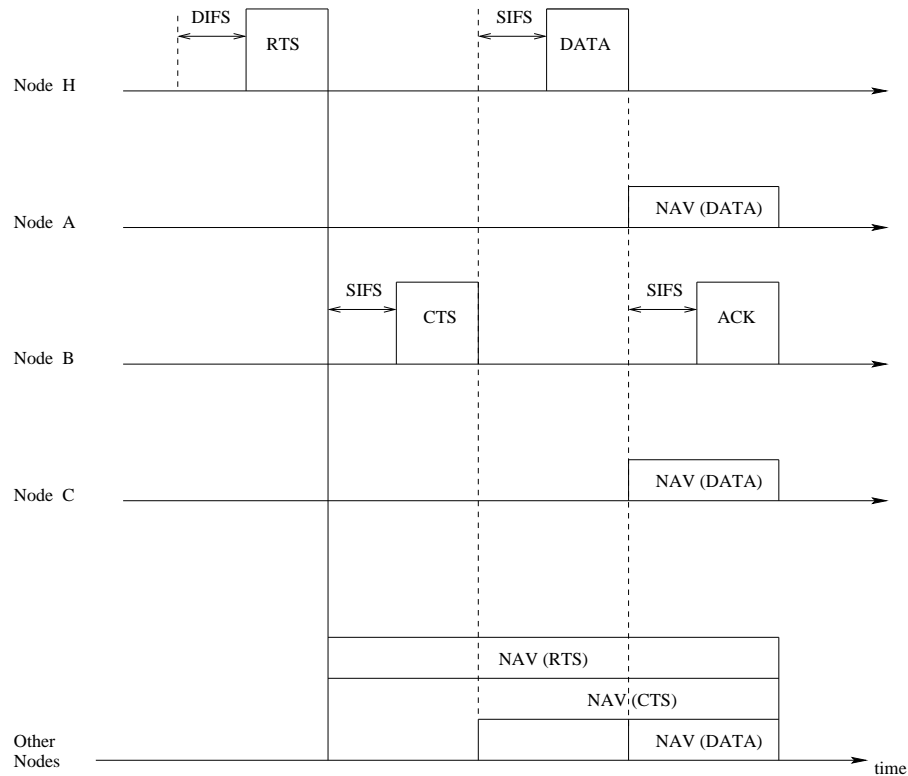 DIFS
SIFS
RTS
DATA
Node H
NAV (DATA)
Node A
SIFS
SIFS
CTS
ACK
Node B
NAV (DATA)
Node C
NAV (RTS)
NAV (CTS)
Other
Nodes
NAV (DATA)
time